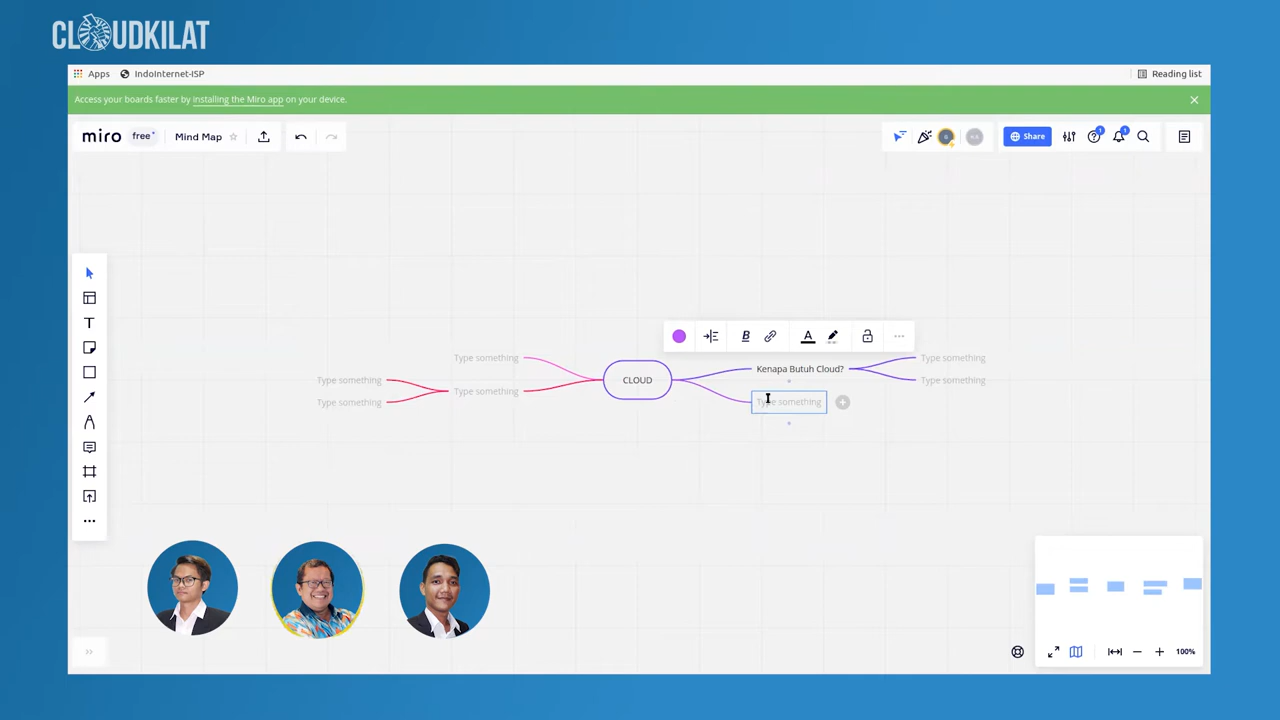 CLOUDKILAT
Apps IndoInternet-ISP Reading list
Access your boards faster by installing the Miro app on your device.
miro free Mind Map Share
Type something Kenapa Butuh Cloud? Type something
Type something Type something CLOUD Type something
Type something Type something
100%